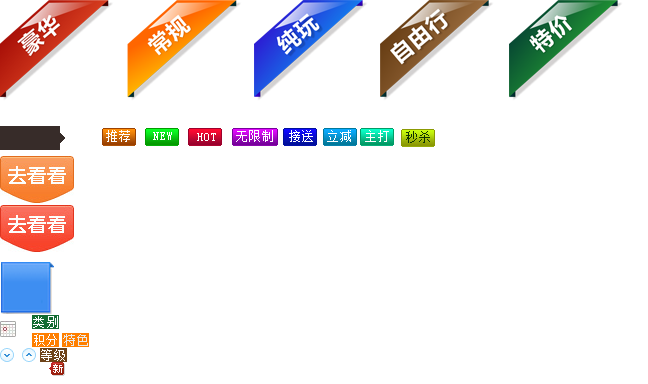 豪华 常规 纯玩 自由行 特价
推荐 NEW HOT 无限制 接送 立减 主打 秒杀
去看看
去看看
类别
积分 特色
等级
新